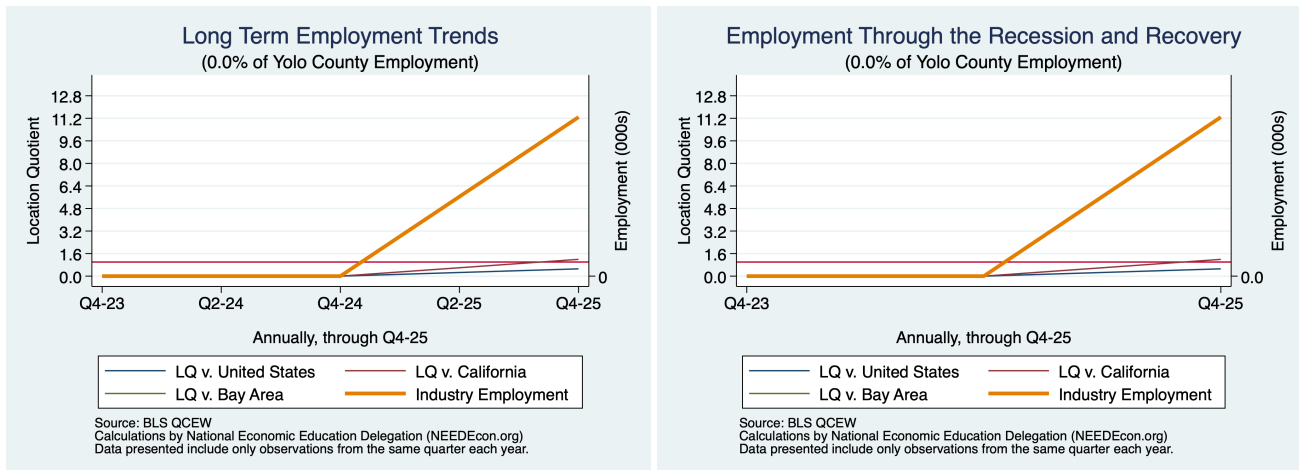 Long Term Employment Trends
(0.0% of Yolo County Employment)
Location Quotient
12.8
11.2
9.6
8.0
6.4
4.8
3.2
1.6
0.0
Employment (000s)
0
Q4-23 Q2-24 Q4-24 Q2-25 Q4-25
Annually, through Q4-25
LQ v. United States LQ v. California
LQ v. Bay Area Industry Employment
Source: BLS QCEW
Calculations by National Economic Education Delegation (NEEDEcon.org)
Data presented include only observations from the same quarter each year.
Employment Through the Recession and Recovery
(0.0% of Yolo County Employment)
Location Quotient
12.8
11.2
9.6
8.0
6.4
4.8
3.2
1.6
0.0
Employment (000s)
0.0
Q4-23 Q4-25
Annually, through Q4-25
LQ v. United States LQ v. California
LQ v. Bay Area Industry Employment
Source: BLS QCEW
Calculations by National Economic Education Delegation (NEEDEcon.org)
Data presented include only observations from the same quarter each year.